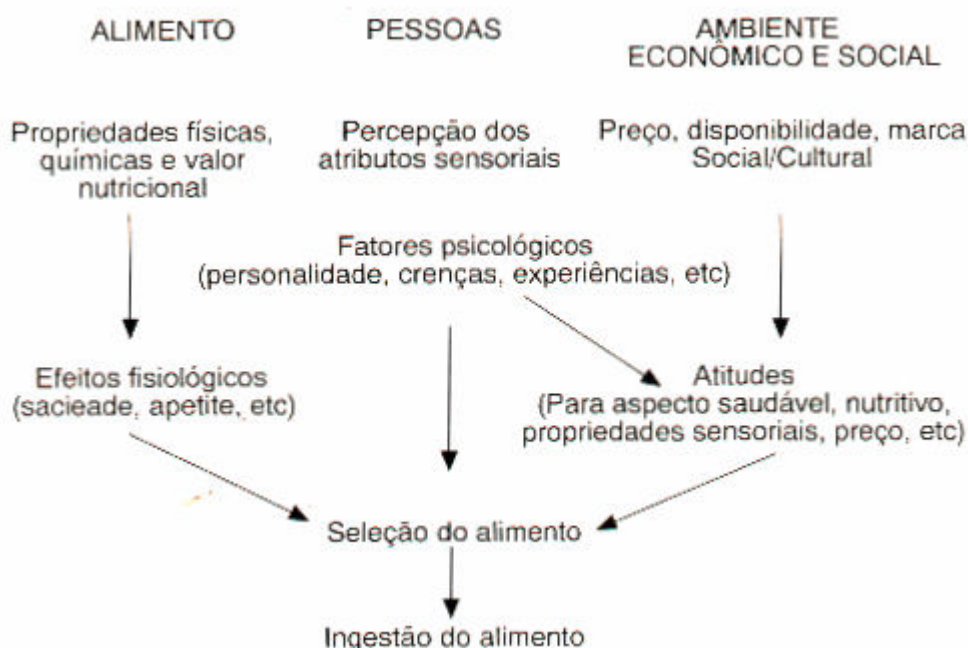 ALIMENTO
PESSOAS
AMBIENTE
ECONÔMICO E SOCIAL
Propriedades físicas,
químicas e valor
nutricional
Percepção dos
atributos sensoriais
Preço, disponibilidade, marca
Social/Cultural
Fatores psicológicos
(personalidade, crenças, experiências, etc)
Efeitos fisiológicos
(sacieade, apetite, etc)
Atitudes
(Para aspecto saudável, nutritivo,
propriedades sensoriais, preço, etc)
Seleção do alimento
Ingestão do alimento